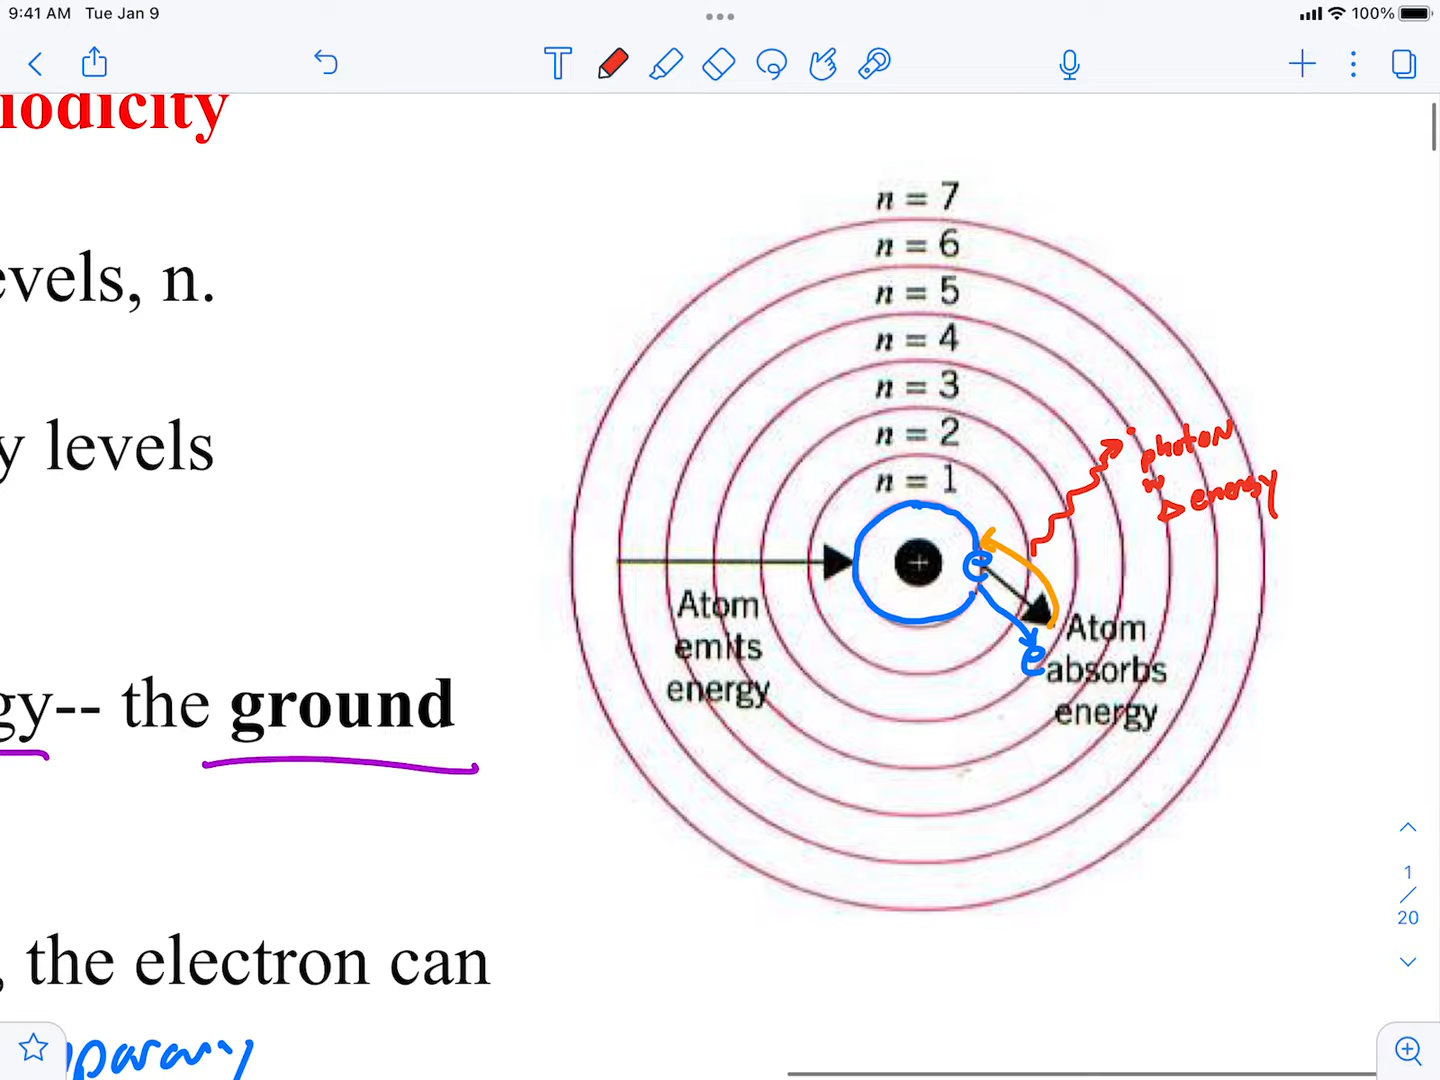 9:41 AM Tue Jan 9
100%
iodicity
evels, n.
y levels
gy-- the ground
, the electron can
parary
n = 7
n = 6
n = 5
n = 4
n = 3
n = 2
n = 1
+
e
e
photon
w
Δ energy
Atom
emits
energy
Atom
absorbs
energy
1
/
20